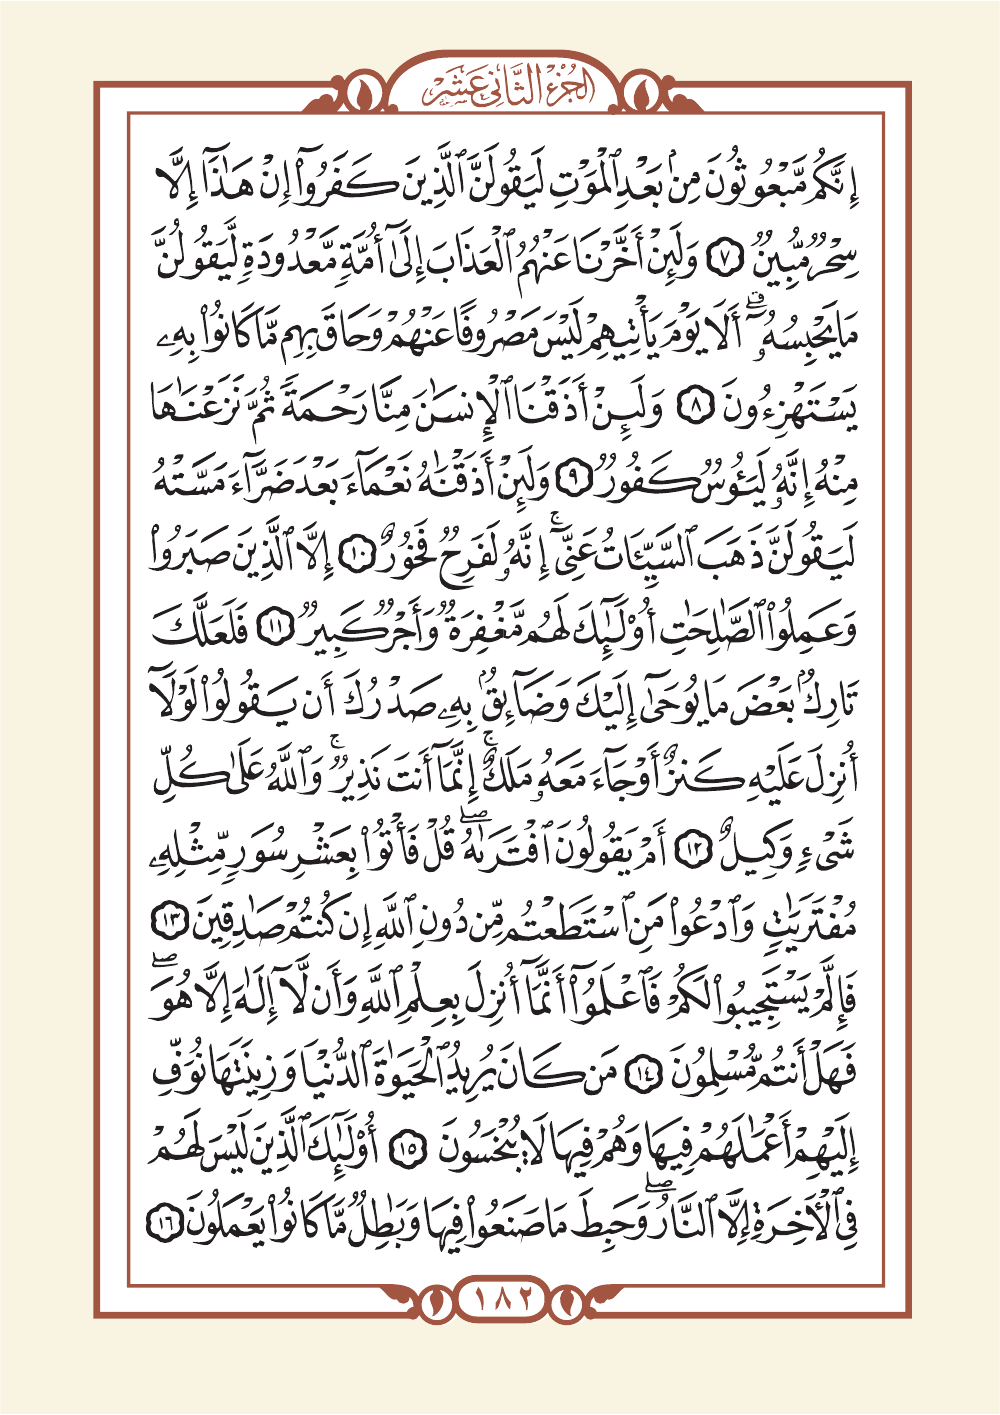 الجزء الثاني عشر
إِنَّكُم مَّبۡعُوثُونَ مِنۢ بَعۡدِ ٱلۡمَوۡتِ لَيَقُولَنَّ ٱلَّذِينَ كَفَرُوٓاْ إِنۡ هَٰذَآ إِلَّا
سِحۡرٞ مُّبِينٞ ٧ وَلَئِنۡ أَخَّرۡنَا عَنۡهُمُ ٱلۡعَذَابَ إِلَىٰٓ أُمَّةٖ مَّعۡدُودَةٖ لَّيَقُولُنَّ
مَا يَحۡبِسُهُۥٓۗ أَلَا يَوۡمَ يَأۡتِيهِمۡ لَيۡسَ مَصۡرُوفًا عَنۡهُمۡ وَحَاقَ بِهِم مَّا كَانُواْ بِهِۦ
يَسۡتَهۡزِءُونَ ٨ وَلَئِنۡ أَذَقۡنَا ٱلۡإِنسَٰنَ مِنَّا رَحۡمَةٗ ثُمَّ نَزَعۡنَٰهَا
مِنۡهُ إِنَّهُۥ لَيَـُٔوسٞ كَفُورٞ ٩ وَلَئِنۡ أَذَقۡنَٰهُ نَعۡمَآءَ بَعۡدَ ضَرَّآءَ مَسَّتۡهُ
لَيَقُولَنَّ ذَهَبَ ٱلسَّيِّـَٔاتُ عَنِّيٓۚ إِنَّهُۥ لَفَرِحٞ فَخُورٌ ١٠ إِلَّا ٱلَّذِينَ صَبَرُواْ
وَعَمِلُواْ ٱلصَّٰلِحَٰتِ أُوْلَٰٓئِكَ لَهُم مَّغۡفِرَةٞ وَأَجۡرٞ كَبِيرٞ ١١ فَلَعَلَّكَ
تَارِكُۢ بَعۡضَ مَا يُوحَىٰٓ إِلَيۡكَ وَضَآئِقُۢ بِهِۦ صَدۡرُكَ أَن يَقُولُواْ لَوۡلَآ
أُنزِلَ عَلَيۡهِ كَنزٌ أَوۡ جَآءَ مَعَهُۥ مَلَكٌۚ إِنَّمَآ أَنتَ نَذِيرٞۚ وَٱللَّهُ عَلَىٰ كُلِّ
شَيۡءٖ وَكِيلٌ ١٢ أَمۡ يَقُولُونَ ٱفۡتَرَىٰهُۖ قُلۡ فَأۡتُواْ بِعَشۡرِ سُوَرٖ مِّثۡلِهِۦ
مُفۡتَرَيَٰتٖ وَٱدۡعُواْ مَنِ ٱسۡتَطَعۡتُم مِّن دُونِ ٱللَّهِ إِن كُنتُمۡ صَٰدِقِينَ ١٣
فَإِلَّمۡ يَسۡتَجِيبُواْ لَكُمۡ فَٱعۡلَمُوٓاْ أَنَّمَآ أُنزِلَ بِعِلۡمِ ٱللَّهِ وَأَن لَّآ إِلَٰهَ إِلَّا هُوَۖ
فَهَلۡ أَنتُم مُّسۡلِمُونَ ١٤ مَن كَانَ يُرِيدُ ٱلۡحَيَوٰةَ ٱلدُّنۡيَا وَزِينَتَهَا نُوَفِّ
إِلَيۡهِمۡ أَعۡمَٰلَهُمۡ فِيهَا وَهُمۡ فِيهَا لَا يُبۡخَسُونَ ١٥ أُوْلَٰٓئِكَ ٱلَّذِينَ لَيۡسَ لَهُمۡ
فِي ٱلۡأٓخِرَةِ إِلَّا ٱلنَّارُۖ وَحَبِطَ مَا صَنَعُواْ فِيهَا وَبَٰطِلٞ مَّا كَانُواْ يَعۡمَلُونَ ١٦
١٨٢